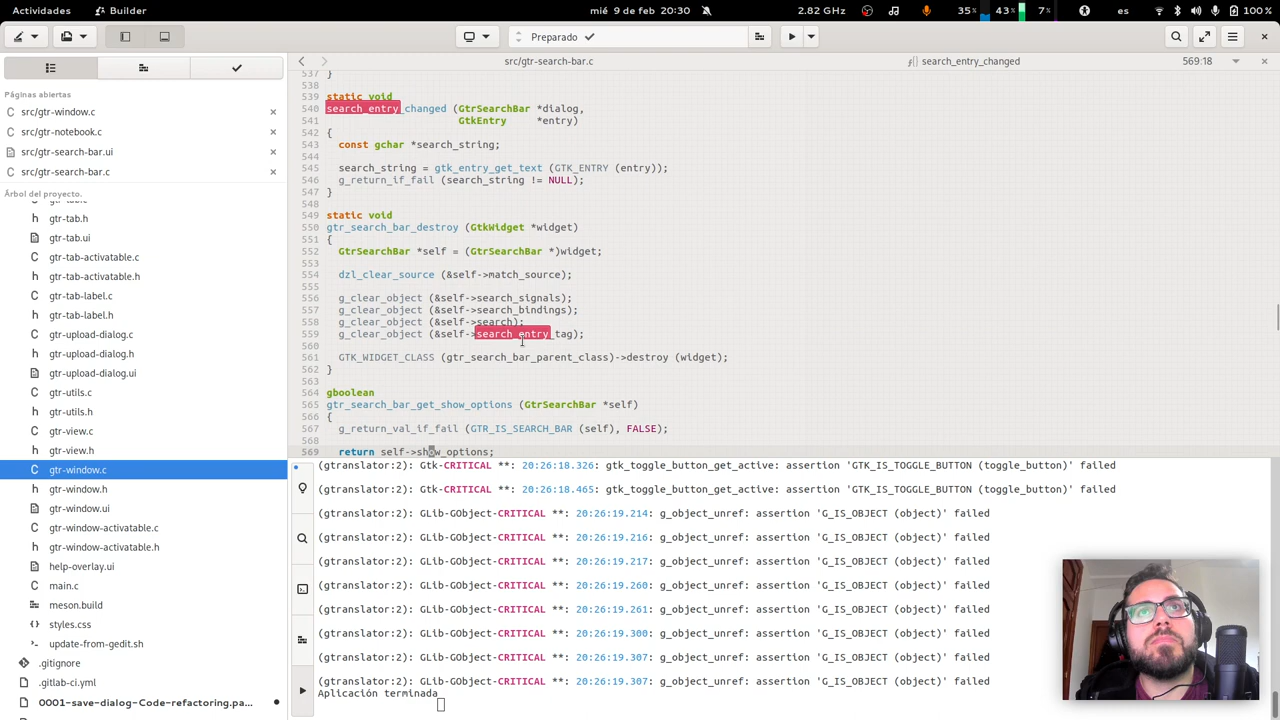 Actividades
Builder
mié 9 de feb 20:30
2.82 GHz
35%
43%
7%
es
100 %
Preparado
src/gtr-search-bar.c
search_entry_changed
569:18
Páginas abiertas
src/gtr-window.c
src/gtr-notebook.c
src/gtr-search-bar.ui
src/gtr-search-bar.c
Árbol del proyecto.
gtr-tab.h
gtr-tab.ui
gtr-tab-activatable.c
gtr-tab-activatable.h
gtr-tab-label.c
gtr-tab-label.h
gtr-upload-dialog.c
gtr-upload-dialog.h
gtr-upload-dialog.ui
gtr-utils.c
gtr-utils.h
gtr-view.c
gtr-view.h
gtr-window.c
gtr-window.h
gtr-window.ui
gtr-window-activatable.c
gtr-window-activatable.h
help-overlay.ui
main.c
meson.build
styles.css
update-from-gedit.sh
.gitignore
.gitlab-ci.yml
0001-save-dialog-Code-refactoring.pa...
537 }
538
539 static void
540 search_entry_changed (GtrSearchBar *dialog,
541 GtkEntry *entry)
542 {
543 const gchar *search_string;
544
545 search_string = gtk_entry_get_text (GTK_ENTRY (entry));
546 g_return_if_fail (search_string != NULL);
547 }
548
549 static void
550 gtr_search_bar_destroy (GtkWidget *widget)
551 {
552 GtrSearchBar *self = (GtrSearchBar *)widget;
553
554 dzl_clear_source (&self->match_source);
555
556 g_clear_object (&self->search_signals);
557 g_clear_object (&self->search_bindings);
558 g_clear_object (&self->search);
559 g_clear_object (&self->search_entry_tag);
560
561 GTK_WIDGET_CLASS (gtr_search_bar_parent_class)->destroy (widget);
562 }
563
564 gboolean
565 gtr_search_bar_get_show_options (GtrSearchBar *self)
566 {
567 g_return_val_if_fail (GTR_IS_SEARCH_BAR (self), FALSE);
568
569 return self->show_options;
(gtranslator:2): Gtk-CRITICAL **: 20:26:18.326: gtk_toggle_button_get_active: assertion 'GTK_IS_TOGGLE_BUTTON (toggle_button)' failed
(gtranslator:2): Gtk-CRITICAL **: 20:26:18.465: gtk_toggle_button_get_active: assertion 'GTK_IS_TOGGLE_BUTTON (toggle_button)' failed
(gtranslator:2): GLib-GObject-CRITICAL **: 20:26:19.214: g_object_unref: assertion 'G_IS_OBJECT (object)' failed
(gtranslator:2): GLib-GObject-CRITICAL **: 20:26:19.216: g_object_unref: assertion 'G_IS_OBJECT (object)' failed
(gtranslator:2): GLib-GObject-CRITICAL **: 20:26:19.217: g_object_unref: assertion 'G_IS_OBJECT (object)' failed
(gtranslator:2): GLib-GObject-CRITICAL **: 20:26:19.260: g_object_unref: assertion 'G_IS_OBJECT (object)' failed
(gtranslator:2): GLib-GObject-CRITICAL **: 20:26:19.261: g_object_unref: assertion 'G_IS_OBJECT (object)' failed
(gtranslator:2): GLib-GObject-CRITICAL **: 20:26:19.300: g_object_unref: assertion 'G_IS_OBJECT (object)' failed
(gtranslator:2): GLib-GObject-CRITICAL **: 20:26:19.307: g_object_unref: assertion 'G_IS_OBJECT (object)' failed
(gtranslator:2): GLib-GObject-CRITICAL **: 20:26:19.307: g_object_unref: assertion 'G_IS_OBJECT (object)' failed
Aplicación terminada